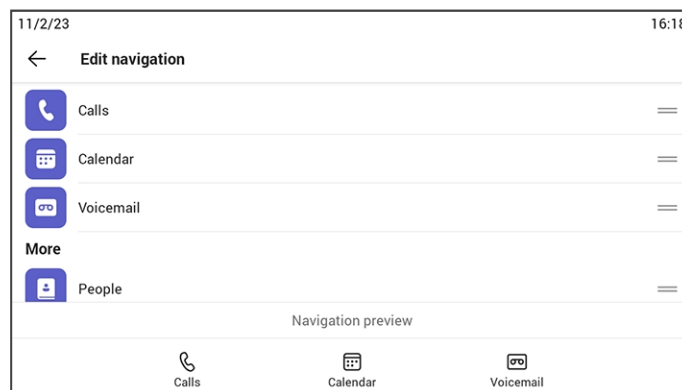 11/2/23 16:18
Edit navigation
Calls
Calendar
Voicemail
More
People
Navigation preview
Calls Calendar Voicemail